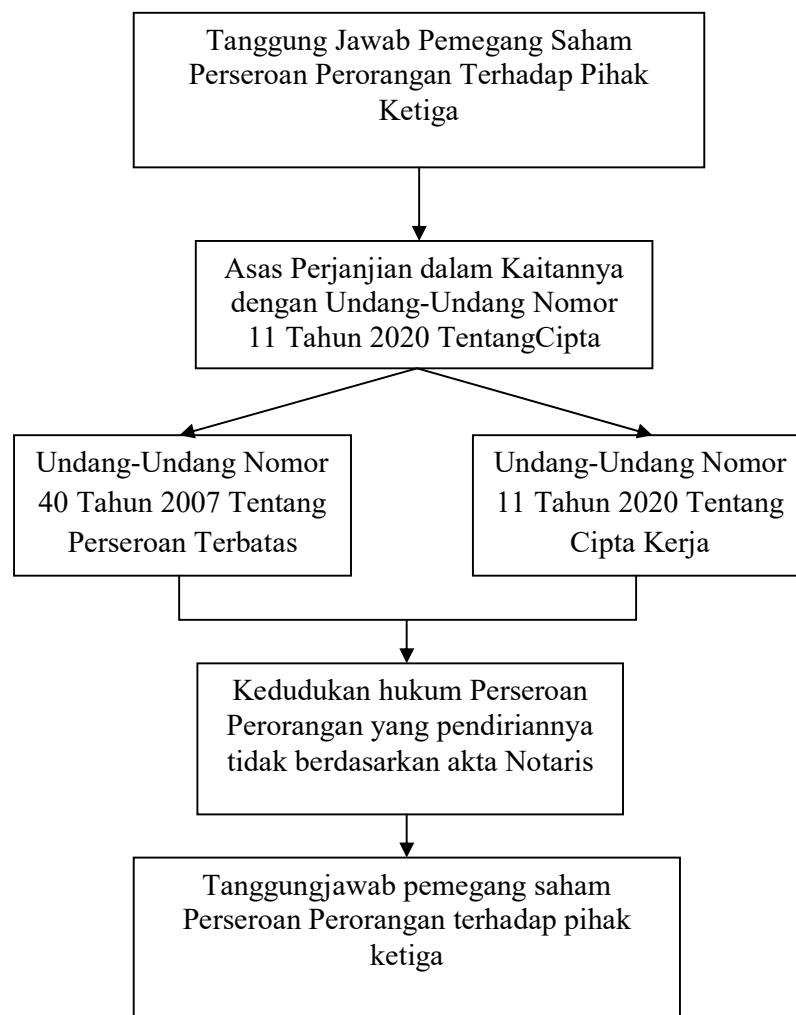 Tanggung Jawab Pemegang Saham
Perseroan Perorangan Terhadap Pihak
Ketiga
Asas Perjanjian dalam Kaitannya
dengan Undang-Undang Nomor
11 Tahun 2020 TentangCipta
Undang-Undang Nomor
40 Tahun 2007 Tentang
Perseroan Terbatas
Undang-Undang Nomor
11 Tahun 2020 Tentang
Cipta Kerja
Kedudukan hukum Perseroan
Perorangan yang pendiriannya
tidak berdasarkan akta Notaris
Tanggungjawab pemegang saham
Perseroan Perorangan terhadap pihak
ketiga